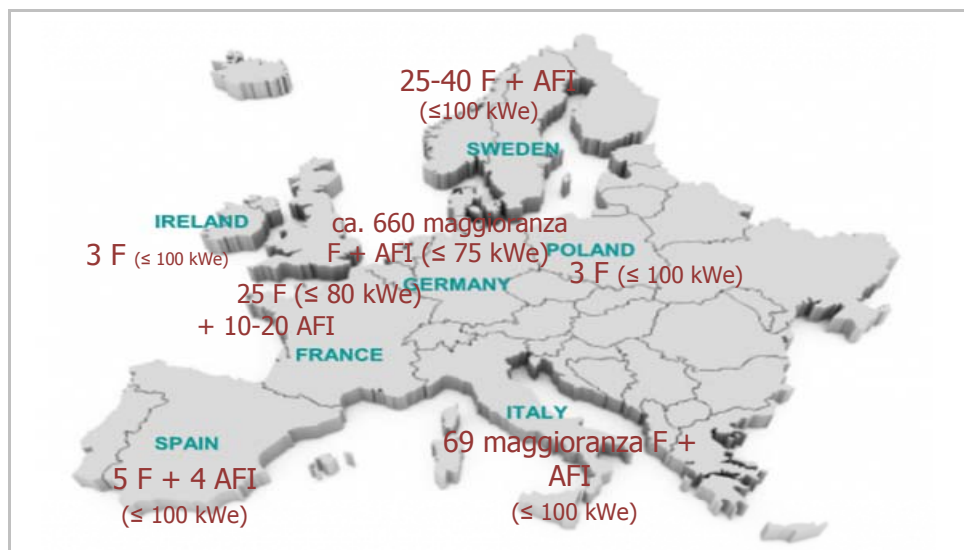 25-40 F + AFI
(≤100 kWe)
SWEDEN
IRELAND
3 F (≤ 100 kWe)
ca. 660 maggioranza
F + AFI (≤ 75 kWe)
GERMANY
POLAND
3 F (≤ 100 kWe)
25 F (≤ 80 kWe)
+ 10-20 AFI
FRANCE
ITALY
69 maggioranza F +
AFI
(≤ 100 kWe)
SPAIN
5 F + 4 AFI
(≤ 100 kWe)